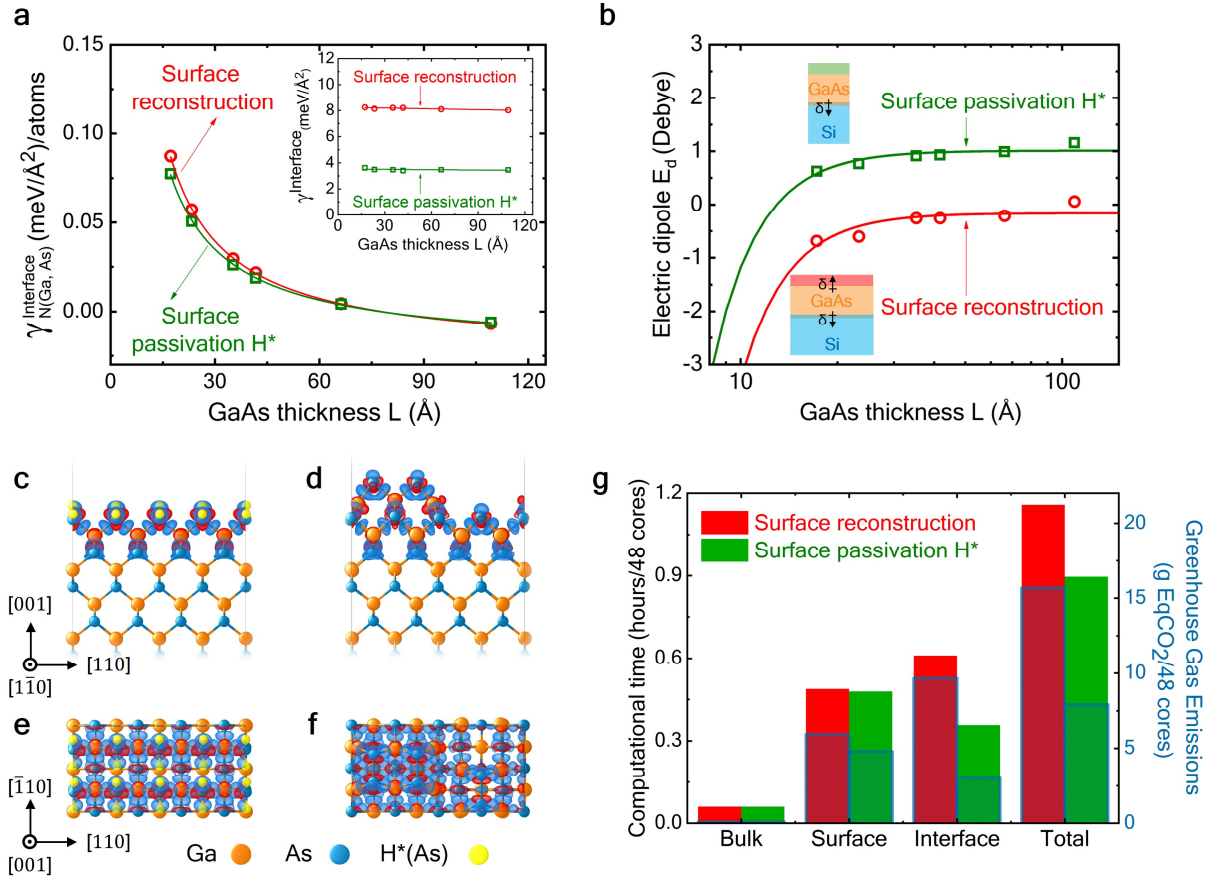 a
0.15
0.10
0.05
0.00
γ Interface N(Ga, As) (meV/Å²)/atoms
Surface
reconstruction
Surface
passivation H*
0 30 60 90 120
GaAs thickness L (Å)
12
10
8
6
4
2
0
γ Interface (meV/Å²)
Surface reconstruction
Surface passivation H*
0 30 60 90 120
GaAs thickness L (Å)
b
3
2
1
0
-1
-2
-3
Electric dipole E_d (Debye)
GaAs
δ‡
Si
Surface passivation H*
δ‡
GaAs
δ‡
Si
Surface reconstruction
10 100
GaAs thickness L (Å)
c
d
[001]
[110]
[1̄10]
e
f
[1̄10]
[110]
[001]
Ga
As
H*(As)
g
1.2
0.9
0.6
0.3
0.0
Computational time (hours/48 cores)
Surface reconstruction
Surface passivation H*
Bulk Surface Interface Total
20
15
10
5
0
Greenhouse Gas Emissions
(g EqCO₂/48 cores)